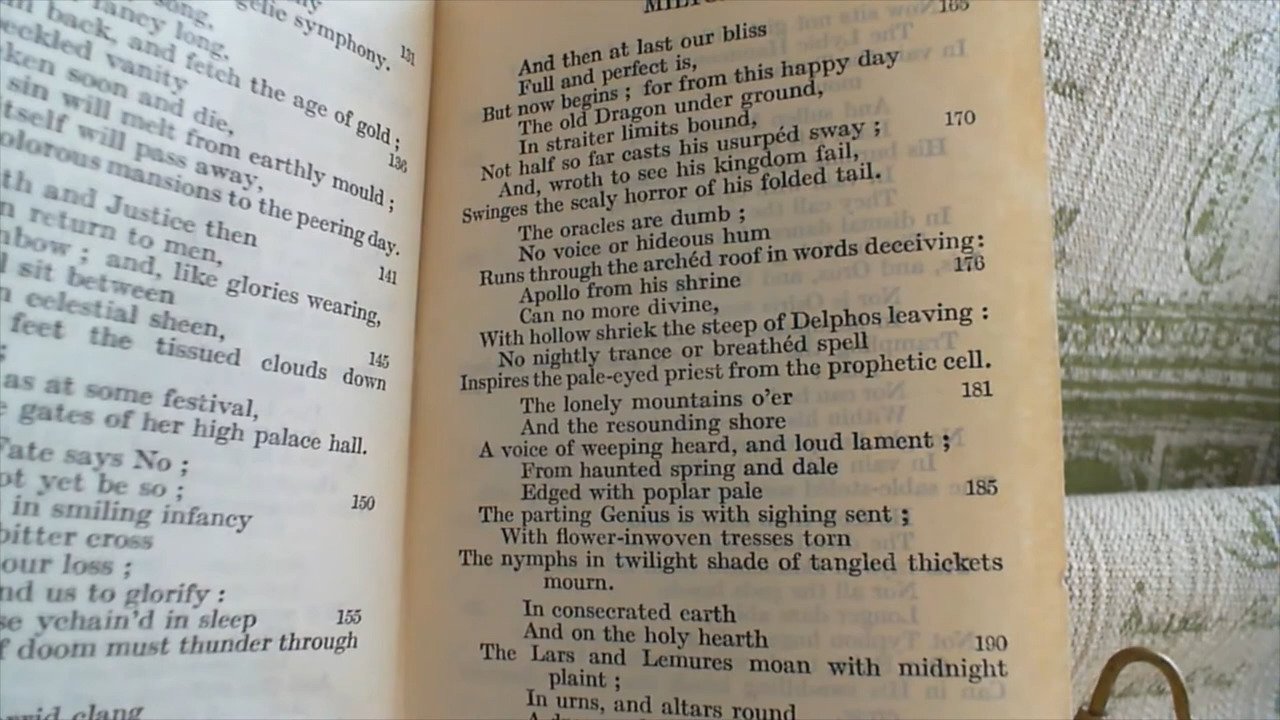 gelic symphony. 131
song,
fancy long,
back, and fetch the age of gold;
vanity 136
soon and die,
sin will melt from earthly mould;
itself will pass away,
mansions to the peering day.
and Justice then 141
return to men,
; and, like glories wearing,
sit between
celestial sheen, 145
feet the tissued clouds down
;
as at some festival,
gates of her high palace hall.
Fate says No;
yet be so; 150
in smiling infancy
bitter cross
our loss;
us to glorify:
ychain'd in sleep 155
doom must thunder through
clang
165
And then at last our bliss
Full and perfect is,
But now begins; for from this happy day
The old Dragon under ground,
In straiter limits bound,
Not half so far casts his usurpéd sway; 170
And, wroth to see his kingdom fail,
Swinges the scaly horror of his folded tail.
The oracles are dumb;
No voice or hideous hum
Runs through the archéd roof in words deceiving:
Apollo from his shrine 176
Can no more divine,
With hollow shriek the steep of Delphos leaving:
No nightly trance or breathéd spell
Inspires the pale-eyed priest from the prophetic cell.
The lonely mountains o'er 181
And the resounding shore
A voice of weeping heard, and loud lament;
From haunted spring and dale
Edged with poplar pale 185
The parting Genius is with sighing sent;
With flower-inwoven tresses torn
The nymphs in twilight shade of tangled thickets
mourn.
In consecrated earth
And on the holy hearth 190
The Lars and Lemures moan with midnight
plaint;
In urns, and altars round